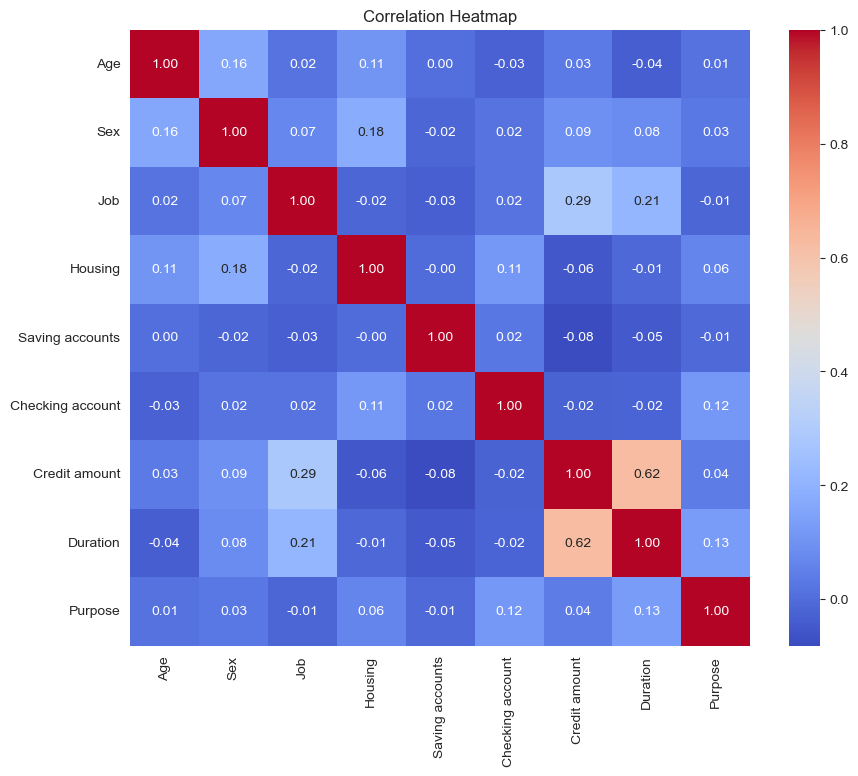 Correlation Heatmap
Age 1.00 0.16 0.02 0.11 0.00 -0.03 0.03 -0.04 0.01
Sex 0.16 1.00 0.07 0.18 -0.02 0.02 0.09 0.08 0.03
Job 0.02 0.07 1.00 -0.02 -0.03 0.02 0.29 0.21 -0.01
Housing 0.11 0.18 -0.02 1.00 -0.00 0.11 -0.06 -0.01 0.06
Saving accounts 0.00 -0.02 -0.03 -0.00 1.00 0.02 -0.08 -0.05 -0.01
Checking account -0.03 0.02 0.02 0.11 0.02 1.00 -0.02 -0.02 0.12
Credit amount 0.03 0.09 0.29 -0.06 -0.08 -0.02 1.00 0.62 0.04
Duration -0.04 0.08 0.21 -0.01 -0.05 -0.02 0.62 1.00 0.13
Purpose 0.01 0.03 -0.01 0.06 -0.01 0.12 0.04 0.13 1.00
Age
Sex
Job
Housing
Saving accounts
Checking account
Credit amount
Duration
Purpose
1.0
0.8
0.6
0.4
0.2
0.0